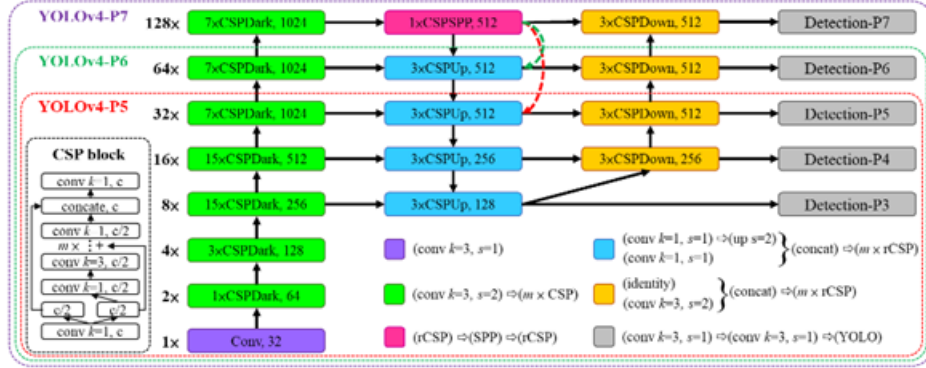 YOLOv4-P7 128× 7×CSPDark, 1024 1×CSPSPP, 512 3×CSPDown, 512 Detection-P7
YOLOv4-P6 64× 7×CSPDark, 1024 3×CSPUp, 512 3×CSPDown, 512 Detection-P6
YOLOv4-P5 32× 7×CSPDark, 1024 3×CSPUp, 512 3×CSPDown, 512 Detection-P5
16× 15×CSPDark, 512 3×CSPUp, 256 3×CSPDown, 256 Detection-P4
8× 15×CSPDark, 256 3×CSPUp, 128 Detection-P3
4× 3×CSPDark, 128
2× 1×CSPDark, 64
1× Conv, 32
CSP block
conv k=1, c
concate, c
conv k=1, c/2
m × ⋮ +
conv k=3, c/2
conv k=1, c/2
c/2 c/2
conv k=1, c
(conv k=3, s=1)
(conv k=3, s=2) ⇨(m × CSP)
(rCSP) ⇨(SPP) ⇨(rCSP)
(conv k=1, s=1) ⇨(up s=2)
(conv k=1, s=1)
}(concat) ⇨(m × rCSP)
(identity)
(conv k=3, s=2)
}(concat) ⇨(m × rCSP)
(conv k=3, s=1) ⇨(conv k=3, s=1) ⇨(YOLO)